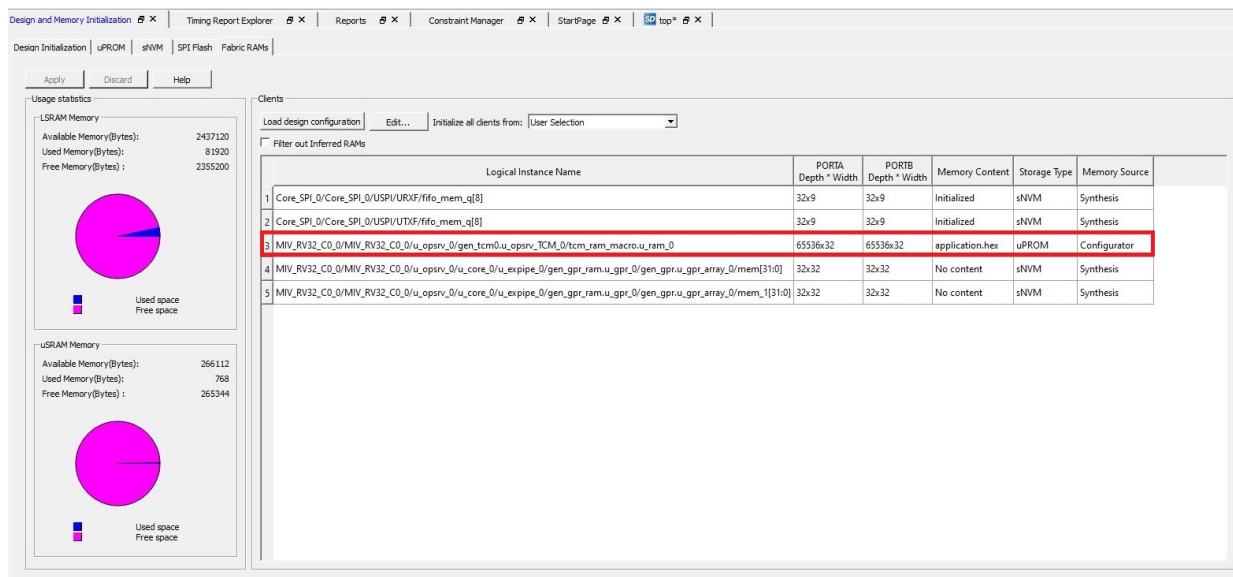 Design and Memory Initialization
Timing Report Explorer
Reports
Constraint Manager
StartPage
SD top*
Design Initialization
uPROM
sNVM
SPI Flash
Fabric RAMs
Apply
Discard
Help
Usage statistics
LSRAM Memory
Available Memory(Bytes): 2437120
Used Memory(Bytes): 81920
Free Memory(Bytes) : 2355200
Used space
Free space
uSRAM Memory
Available Memory(Bytes): 266112
Used Memory(Bytes): 768
Free Memory(Bytes) : 265344
Used space
Free space
Clients
Load design configuration
Edit...
Initialize all clients from: User Selection
Filter out Inferred RAMs
Logical Instance Name PORTA Depth * Width PORTB Depth * Width Memory Content Storage Type Memory Source
1 Core_SPI_0/Core_SPI_0/USPI/URXF/fifo_mem_q[8] 32x9 32x9 Initialized sNVM Synthesis
2 Core_SPI_0/Core_SPI_0/USPI/UTXF/fifo_mem_q[8] 32x9 32x9 Initialized sNVM Synthesis
3 MIV_RV32_C0_0/MIV_RV32_C0_0/u_opsrv_0/gen_tcm0.u_opsrv_TCM_0/tcm_ram_macro.u_ram_0 65536x32 65536x32 application.hex uPROM Configurator
4 MIV_RV32_C0_0/MIV_RV32_C0_0/u_opsrv_0/u_core_0/u_expipe_0/gen_gpr_ram.u_gpr_0/gen_gpr.u_gpr_array_0/mem[31:0] 32x32 32x32 No content sNVM Synthesis
5 MIV_RV32_C0_0/MIV_RV32_C0_0/u_opsrv_0/u_core_0/u_expipe_0/gen_gpr_ram.u_gpr_0/gen_gpr.u_gpr_array_0/mem_1[31:0] 32x32 32x32 No content sNVM Synthesis